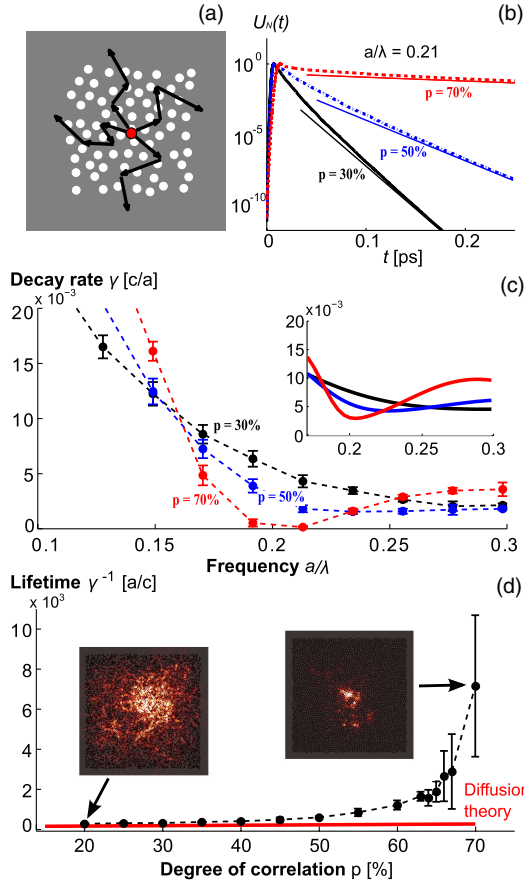 (a)
U_N(t)
(b)
a/λ = 0.21
10^0
p = 70%
10^-5
p = 50%
p = 30%
10^-10
0
0.1
0.2
t [ps]
Decay rate γ [c/a]
(c)
x 10^-3
20
15
10
5
0
x 10^-3
20
15
10
5
0
0.2
0.25
0.3
p = 30%
p = 70%
p = 50%
0.1
0.15
0.2
0.25
0.3
Frequency a/λ
Lifetime γ^-1 [a/c]
(d)
x 10^3
10
8
6
4
2
0
Diffusion
theory
20
30
40
50
60
70
Degree of correlation p [%]